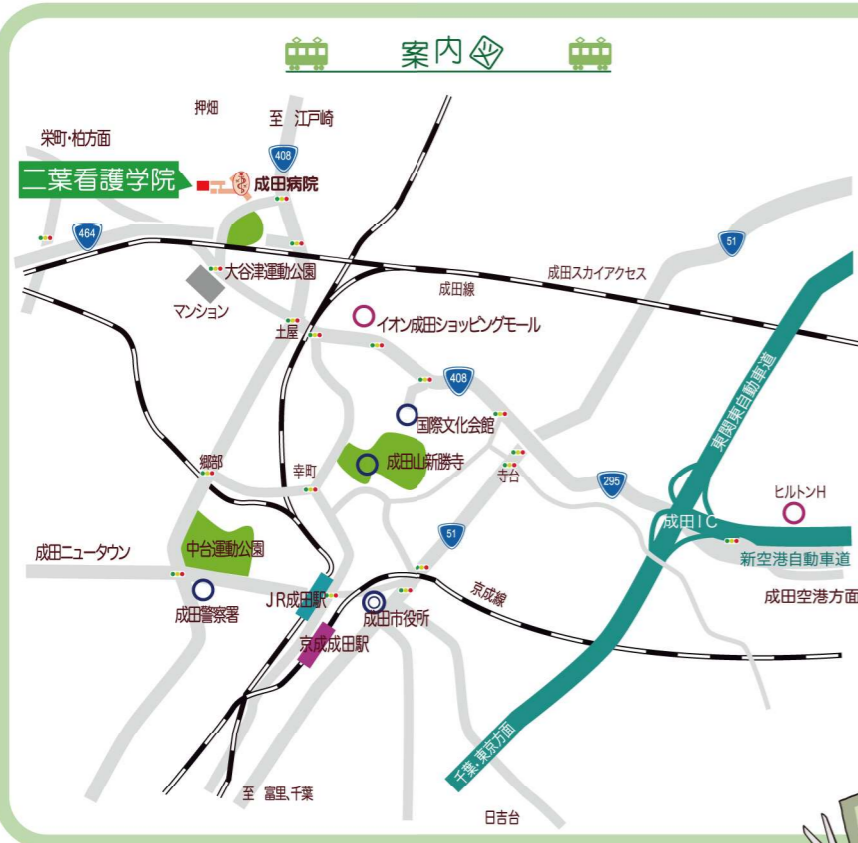 案内図
押畑
至 江戸崎
栄町・柏方面
408
二葉看護学院
成田病院
464
51
大谷津運動公園
成田スカイアクセス
成田線
マンション
イオン成田ショッピングモール
土屋
東関東自動車道
408
国際文化会館
成田山新勝寺
郷部
幸町
寺台
295
ヒルトンH
成田IC
51
成田ニュータウン
中台運動公園
新空港自動車道
成田警察署
JR成田駅
京成線
成田空港方面
成田市役所
京成成田駅
千葉・東京方面
至 富里、千葉
日吉台